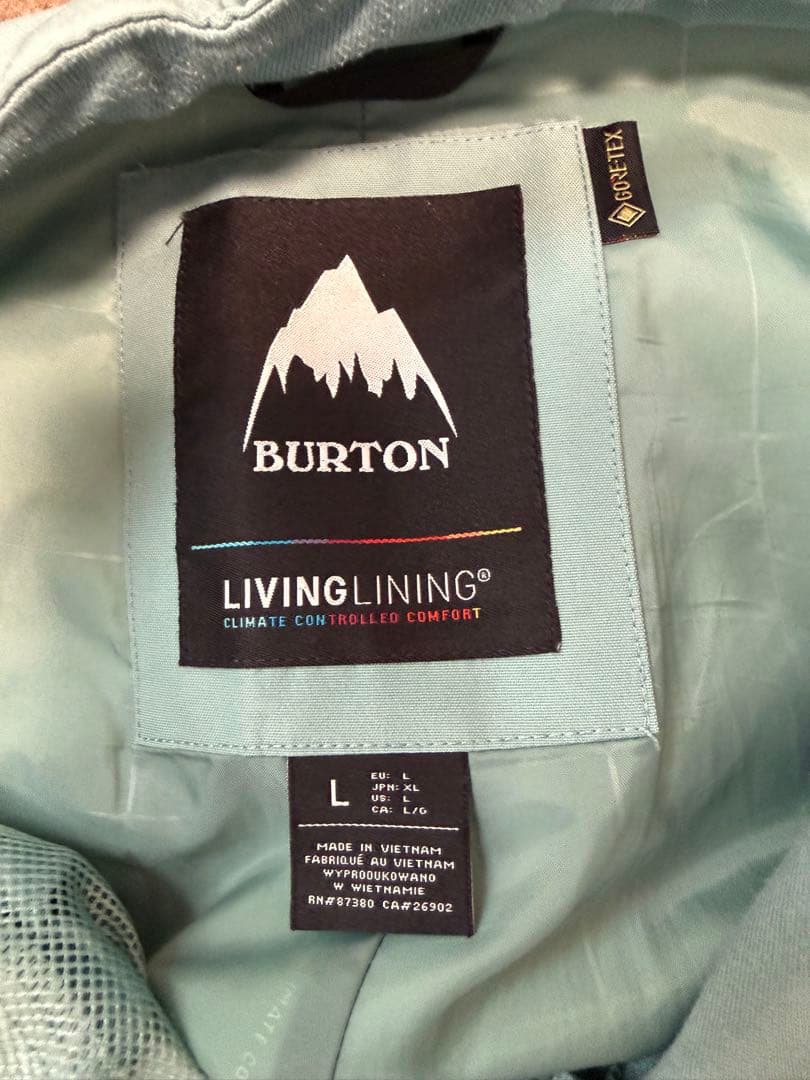 GORE-TEX
BURTON
LIVINGLINING®
CLIMATE CONTROLLED COMFORT
L
EU: L
JPN: XL
US: L
CA: L/G
MADE IN VIETNAM
FABRIQUÉ AU VIETNAM
WYPRODUKOWANO
W WIETNAMIE
RN#87380 CA#26902